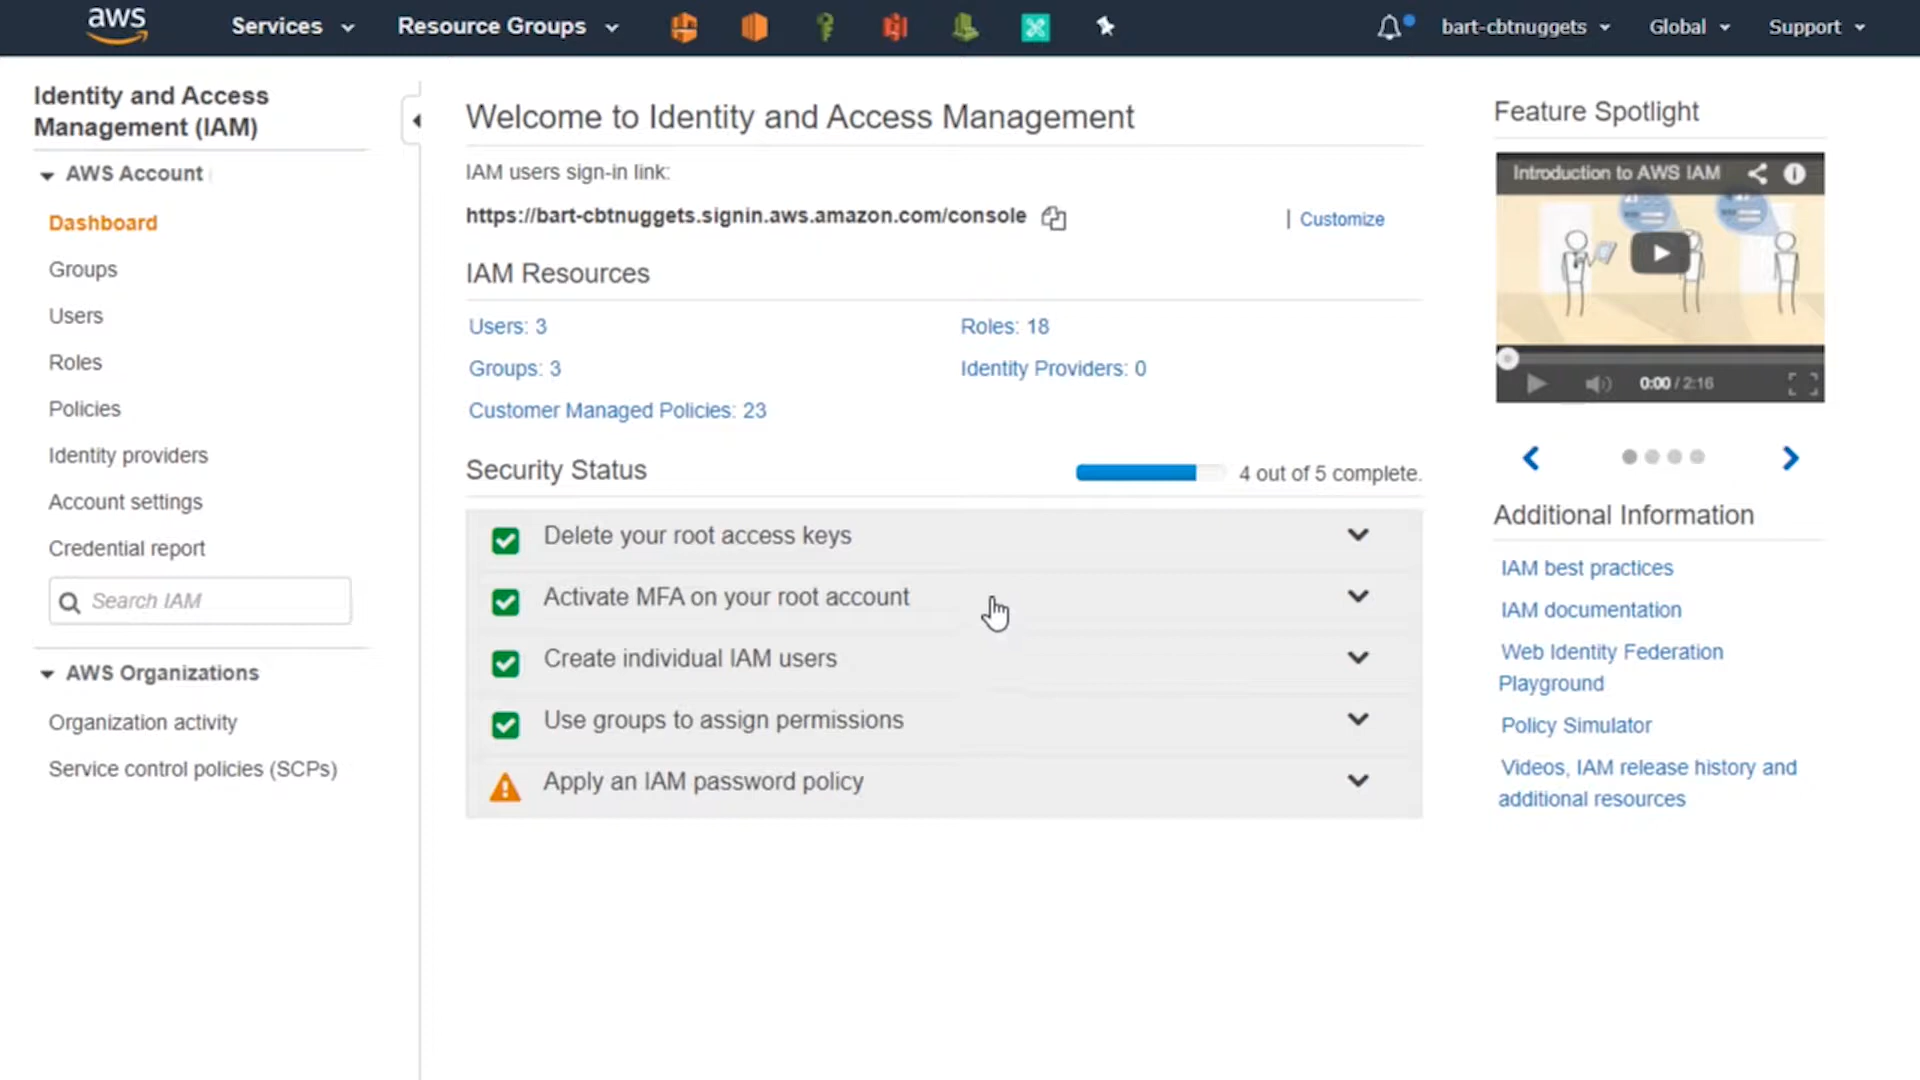 aws
Services
Resource Groups
bart-cbtnuggets
Global
Support
Identity and Access
Management (IAM)
AWS Account
Dashboard
Groups
Users
Roles
Policies
Identity providers
Account settings
Credential report
Search IAM
AWS Organizations
Organization activity
Service control policies (SCPs)
Welcome to Identity and Access Management
IAM users sign-in link:
https://bart-cbtnuggets.signin.aws.amazon.com/console
| Customize
IAM Resources
Users: 3
Roles: 18
Groups: 3
Identity Providers: 0
Customer Managed Policies: 23
Security Status
4 out of 5 complete.
Delete your root access keys
Activate MFA on your root account
Create individual IAM users
Use groups to assign permissions
Apply an IAM password policy
Feature Spotlight
Introduction to AWS IAM
0:00 / 2:16
Additional Information
IAM best practices
IAM documentation
Web Identity Federation
Playground
Policy Simulator
Videos, IAM release history and
additional resources